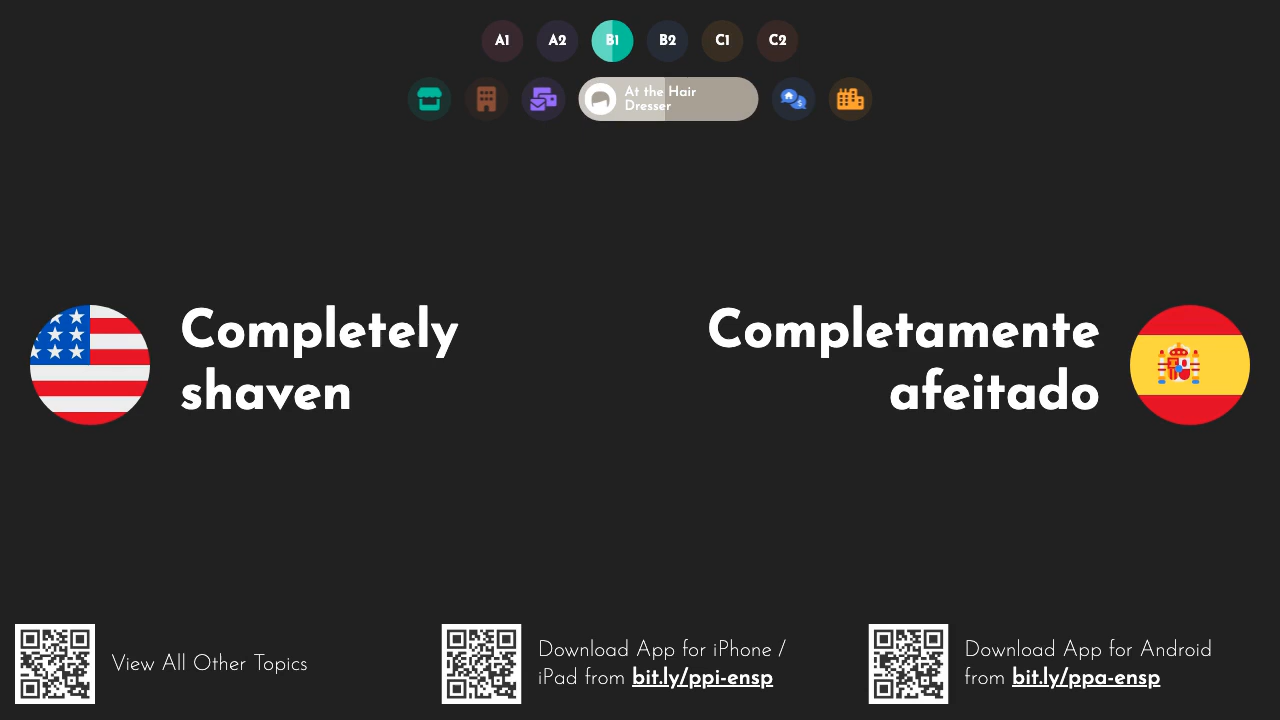 A1 A2 B1 B2 C1 C2
At the Hair
Dresser
Completely
shaven
Completamente
afeitado
View All Other Topics
Download App for iPhone /
iPad from bit.ly/ppi-ensp
Download App for Android
from bit.ly/ppa-ensp